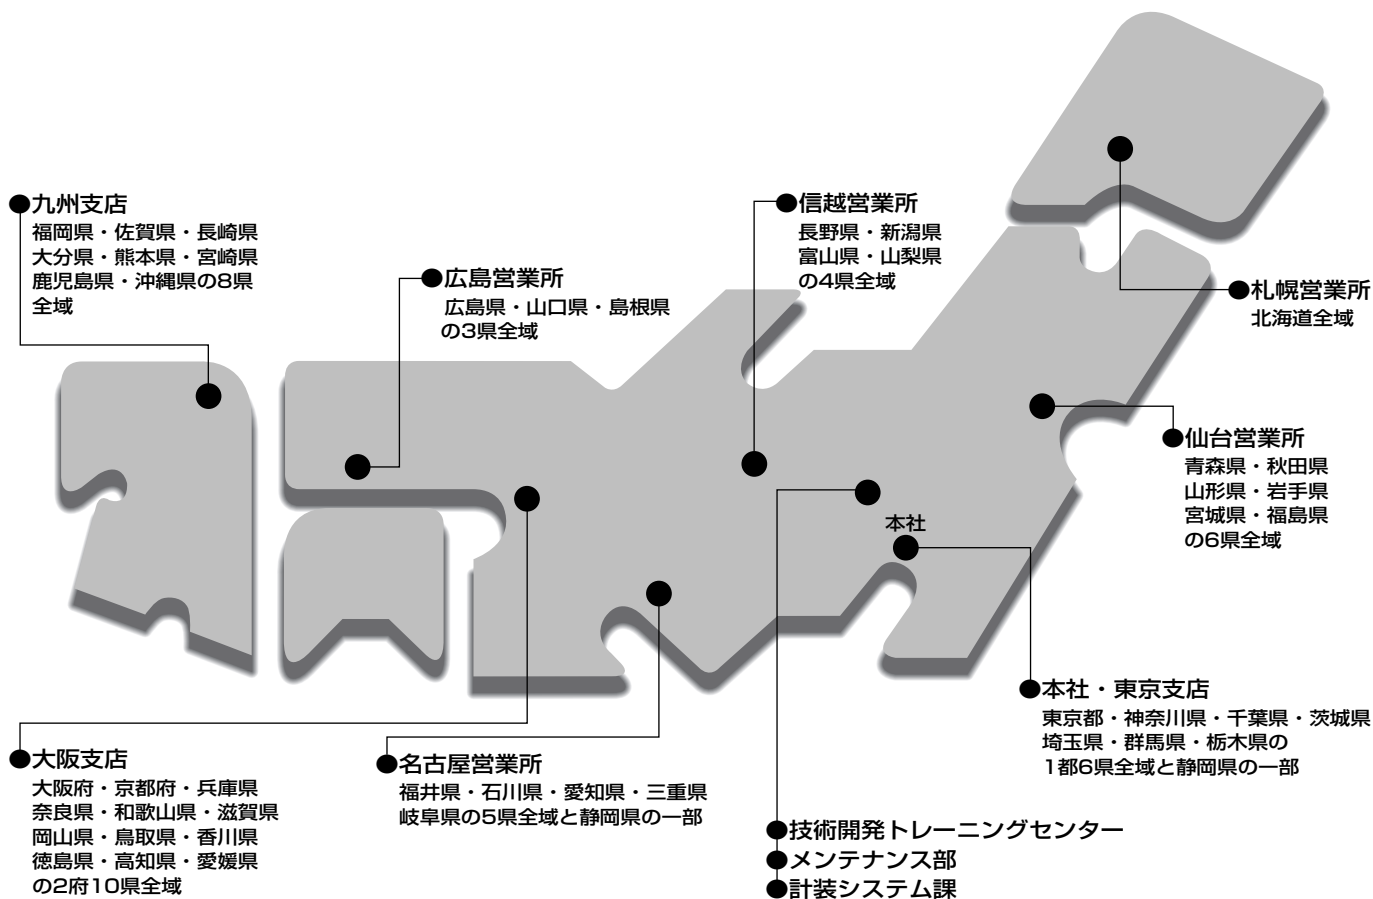 ●九州支店
福岡県・佐賀県・長崎県
大分県・熊本県・宮崎県
鹿児島県・沖縄県の8県
全域
●広島営業所
広島県・山口県・島根県
の3県全域
●信越営業所
長野県・新潟県
富山県・山梨県
の4県全域
●札幌営業所
北海道全域
●仙台営業所
青森県・秋田県
山形県・岩手県
宮城県・福島県
の6県全域
本社
●本社・東京支店
東京都・神奈川県・千葉県・茨城県
埼玉県・群馬県・栃木県の
1都6県全域と静岡県の一部
●大阪支店
大阪府・京都府・兵庫県
奈良県・和歌山県・滋賀県
岡山県・鳥取県・香川県
徳島県・高知県・愛媛県
の2府10県全域
●名古屋営業所
福井県・石川県・愛知県・三重県
岐阜県の5県全域と静岡県の一部
●技術開発トレーニングセンター
●メンテナンス部
●計装システム課